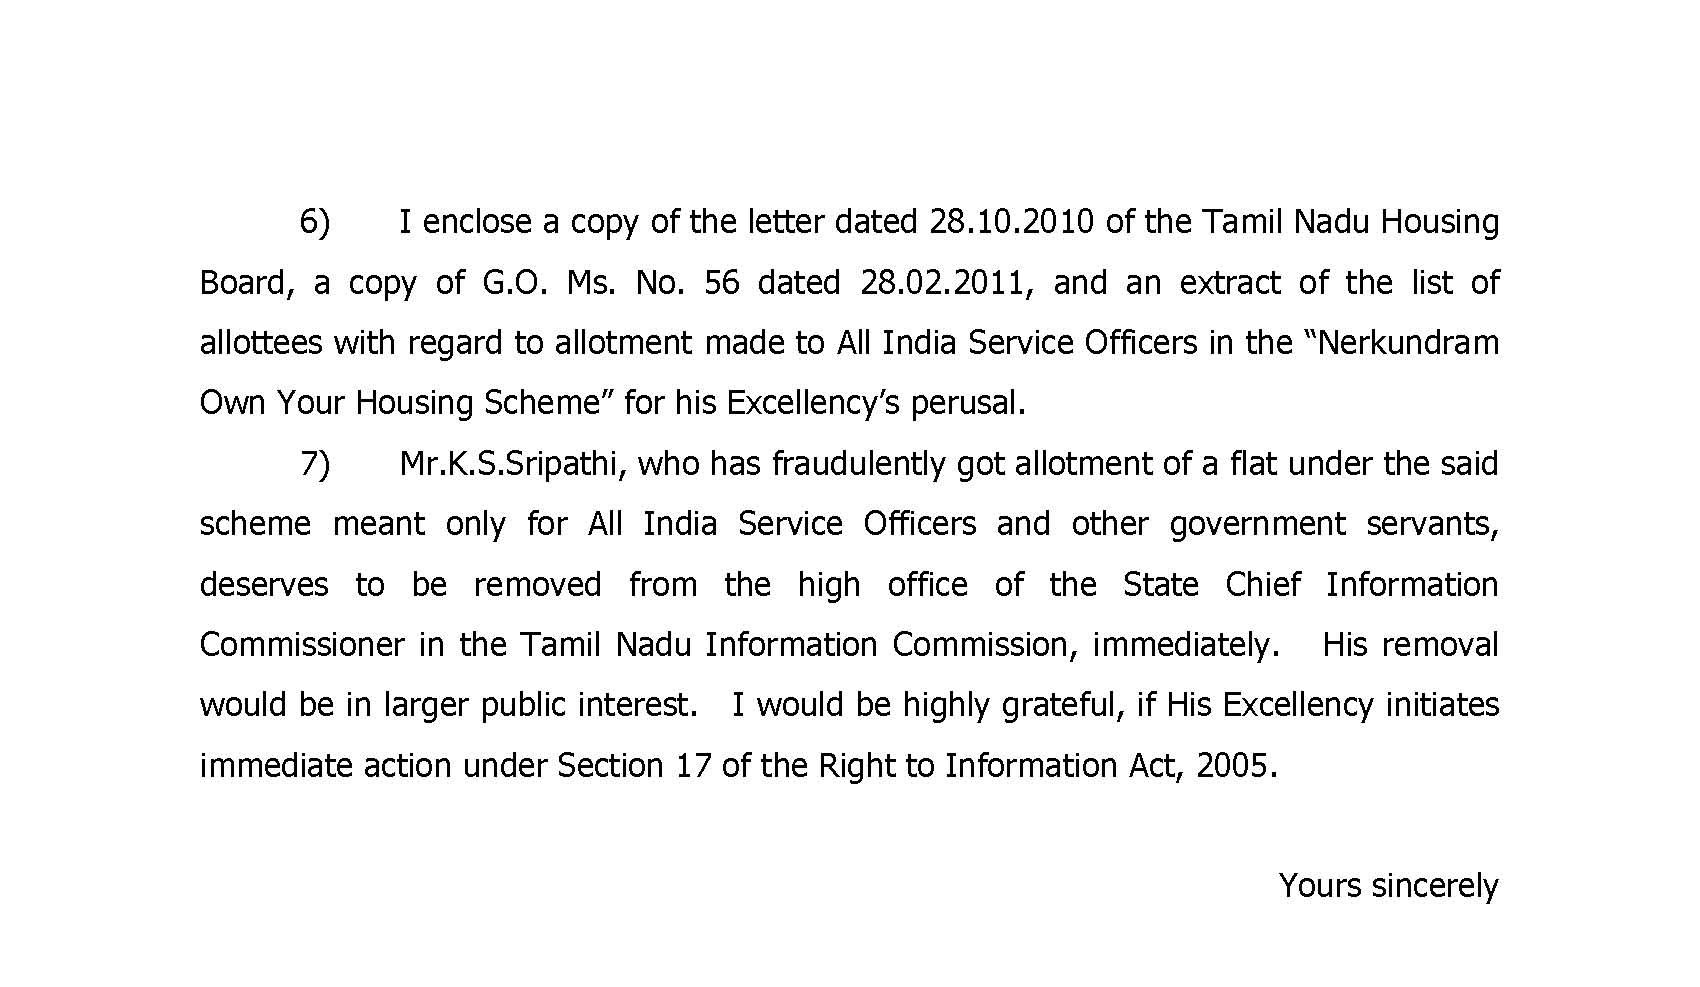 6) I enclose a copy of the letter dated 28.10.2010 of the Tamil Nadu Housing
Board, a copy of G.O. Ms. No. 56 dated 28.02.2011, and an extract of the list of
allottees with regard to allotment made to All India Service Officers in the “Nerkundram
Own Your Housing Scheme” for his Excellency’s perusal.
7) Mr.K.S.Sripathi, who has fraudulently got allotment of a flat under the said
scheme meant only for All India Service Officers and other government servants,
deserves to be removed from the high office of the State Chief Information
Commissioner in the Tamil Nadu Information Commission, immediately. His removal
would be in larger public interest. I would be highly grateful, if His Excellency initiates
immediate action under Section 17 of the Right to Information Act, 2005.
Yours sincerely